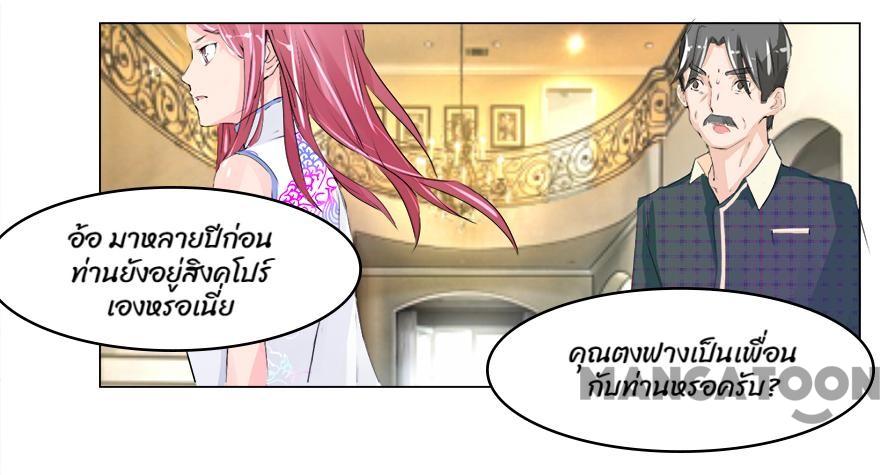 อ้อ มาหลายปีก่อน
ท่านยังอยู่สิงคโปร์
เองหรอเนี่ย
คุณตงฟางเป็นเพื่อน
กับท่านหรอครับ?
MANGATOON